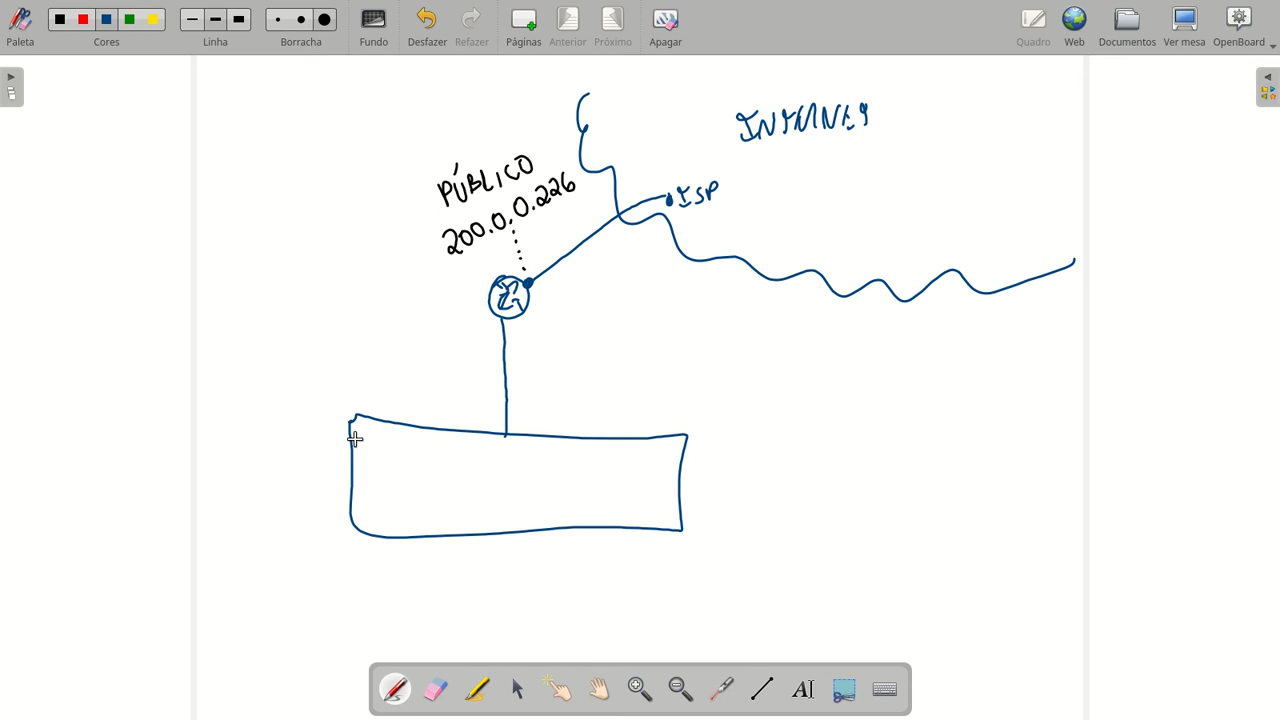 Paleta
Cores
Linha
Borracha
Fundo
Desfazer
Refazer
Páginas
Anterior
Próximo
Apagar
Quadro
Web
Documentos
Ver mesa
OpenBoard
INTERNET
PÚBLICO
200.0.0.226
ISP
AI